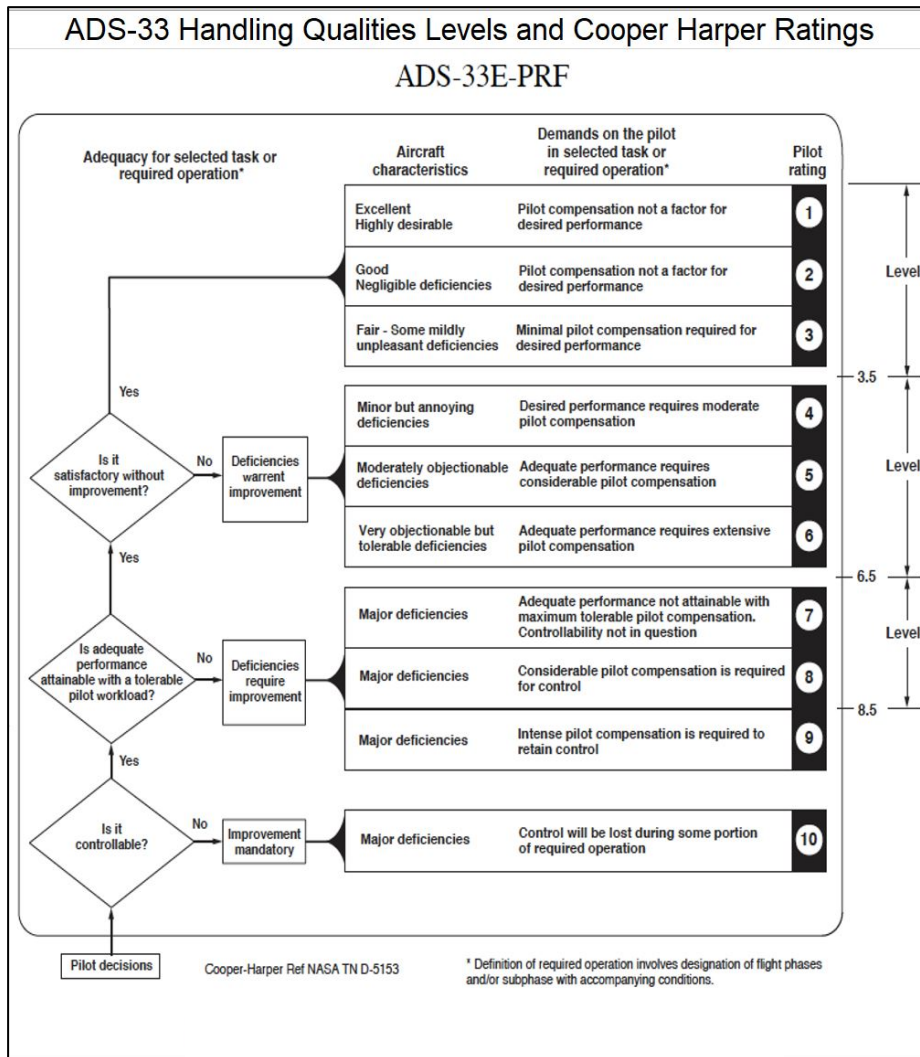 ADS-33 Handling Qualities Levels and Cooper Harper Ratings
ADS-33E-PRF
Adequacy for selected task or
required operation*
Aircraft
characteristics
Demands on the pilot
in selected task or
required operation*
Pilot
rating
Excellent
Highly desirable
Pilot compensation not a factor for
desired performance
1
Good
Negligible deficiencies
Pilot compensation not a factor for
desired performance
2
Fair - Some mildly
unpleasant deficiencies
Minimal pilot compensation required for
desired performance
3
Level
3.5
Yes
Is it
satisfactory without
improvement?
No
Deficiencies
warrent
improvement
Minor but annoying
deficiencies
Desired performance requires moderate
pilot compensation
4
Moderately objectionable
deficiencies
Adequate performance requires
considerable pilot compensation
5
Very objectionable but
tolerable deficiencies
Adequate performance requires extensive
pilot compensation
6
Level
6.5
Yes
Is adequate
performance
attainable with a tolerable
pilot workload?
No
Deficiencies
require
improvement
Major deficiencies
Adequate performance not attainable with
maximum tolerable pilot compensation.
Controllability not in question
7
Major deficiencies
Considerable pilot compensation is required
for control
8
Major deficiencies
Intense pilot compensation is required to
retain control
9
Level
8.5
Yes
Is it
controllable?
No
Improvement
mandatory
Major deficiencies
Control will be lost during some portion
of required operation
10
Pilot decisions
Cooper-Harper Ref NASA TN D-5153
* Definition of required operation involves designation of flight phases
and/or subphase with accompanying conditions.